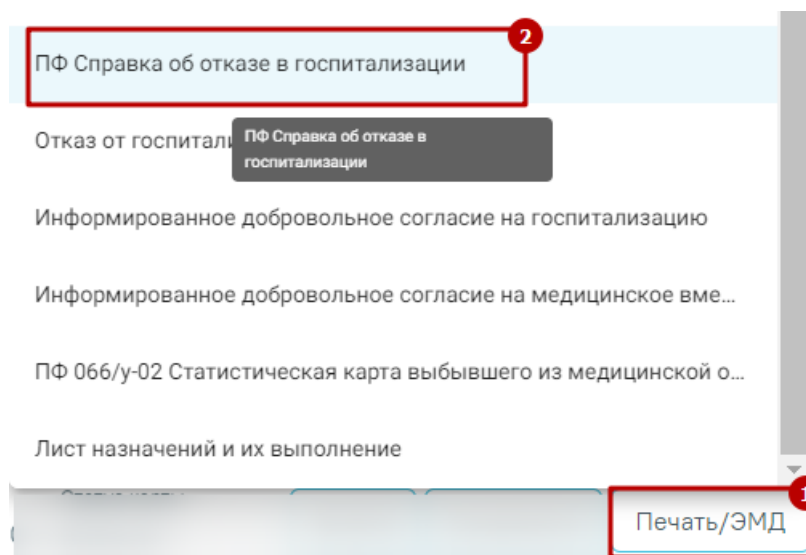 2
ПФ Справка об отказе в госпитализации
Отказ от
ПФ Справка об отказе в
госпитализации
Информированное добровольное согласие на госпитализацию
Информированное добровольное согласие на медицинское вме...
ПФ 066/у-02 Статистическая карта выбывшего из медицинской о...
Лист назначений и их выполнение
1
Печать/ЭМД